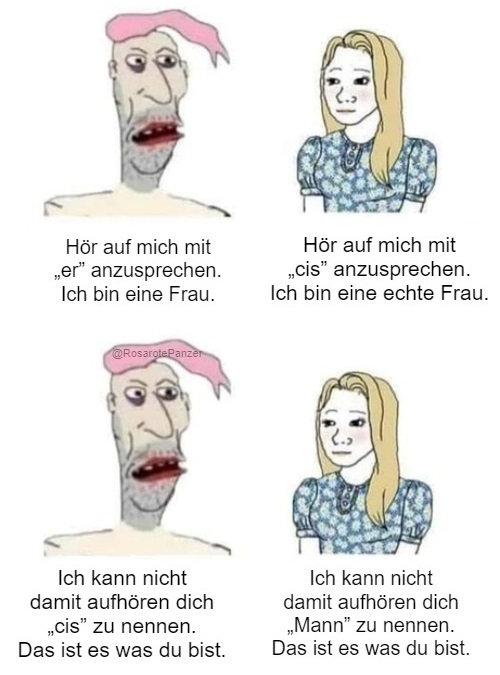 Hör auf mich mit
„er” anzusprechen.
Ich bin eine Frau.
Hör auf mich mit
„cis” anzusprechen.
Ich bin eine echte Frau.
@RosarotePanzer
Ich kann nicht
damit aufhören dich
„cis” zu nennen.
Das ist es was du bist.
Ich kann nicht
damit aufhören dich
„Mann” zu nennen.
Das ist es was du bist.